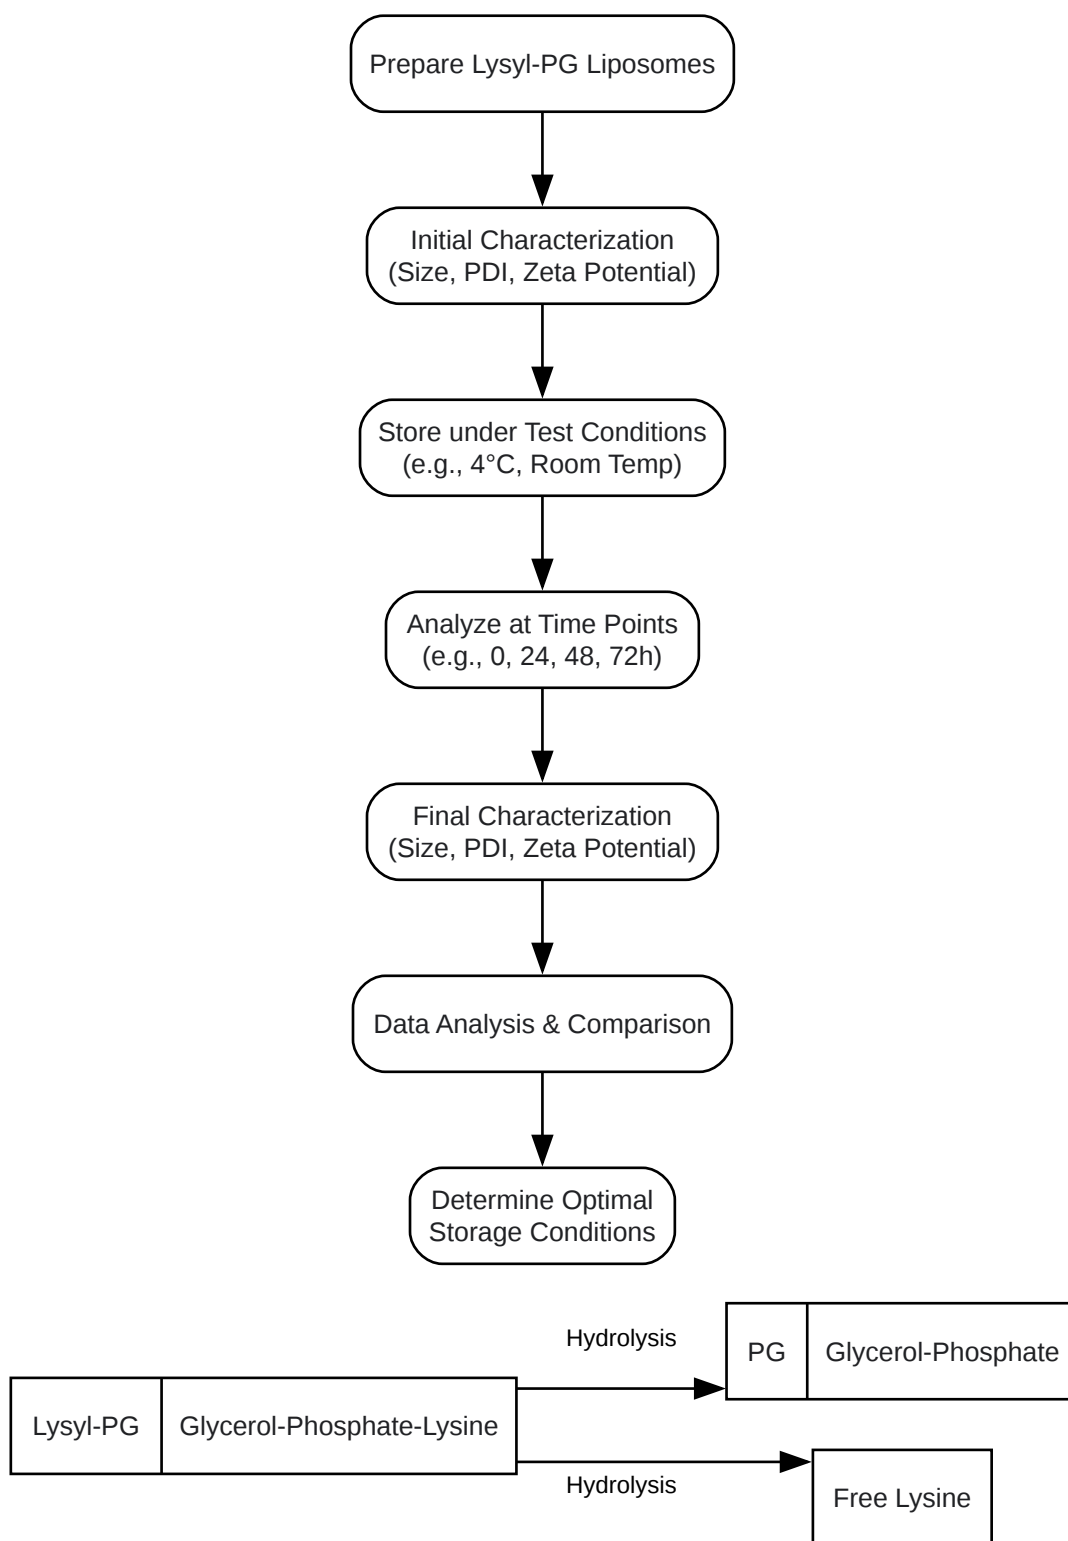 Prepare Lysyl-PG Liposomes
Initial Characterization
(Size, PDI, Zeta Potential)
Store under Test Conditions
(e.g., 4°C, Room Temp)
Analyze at Time Points
(e.g., 0, 24, 48, 72h)
Final Characterization
(Size, PDI, Zeta Potential)
Data Analysis & Comparison
Determine Optimal
Storage Conditions
Hydrolysis
PG
Glycerol-Phosphate
Lysyl-PG
Glycerol-Phosphate-Lysine
Hydrolysis
Free Lysine